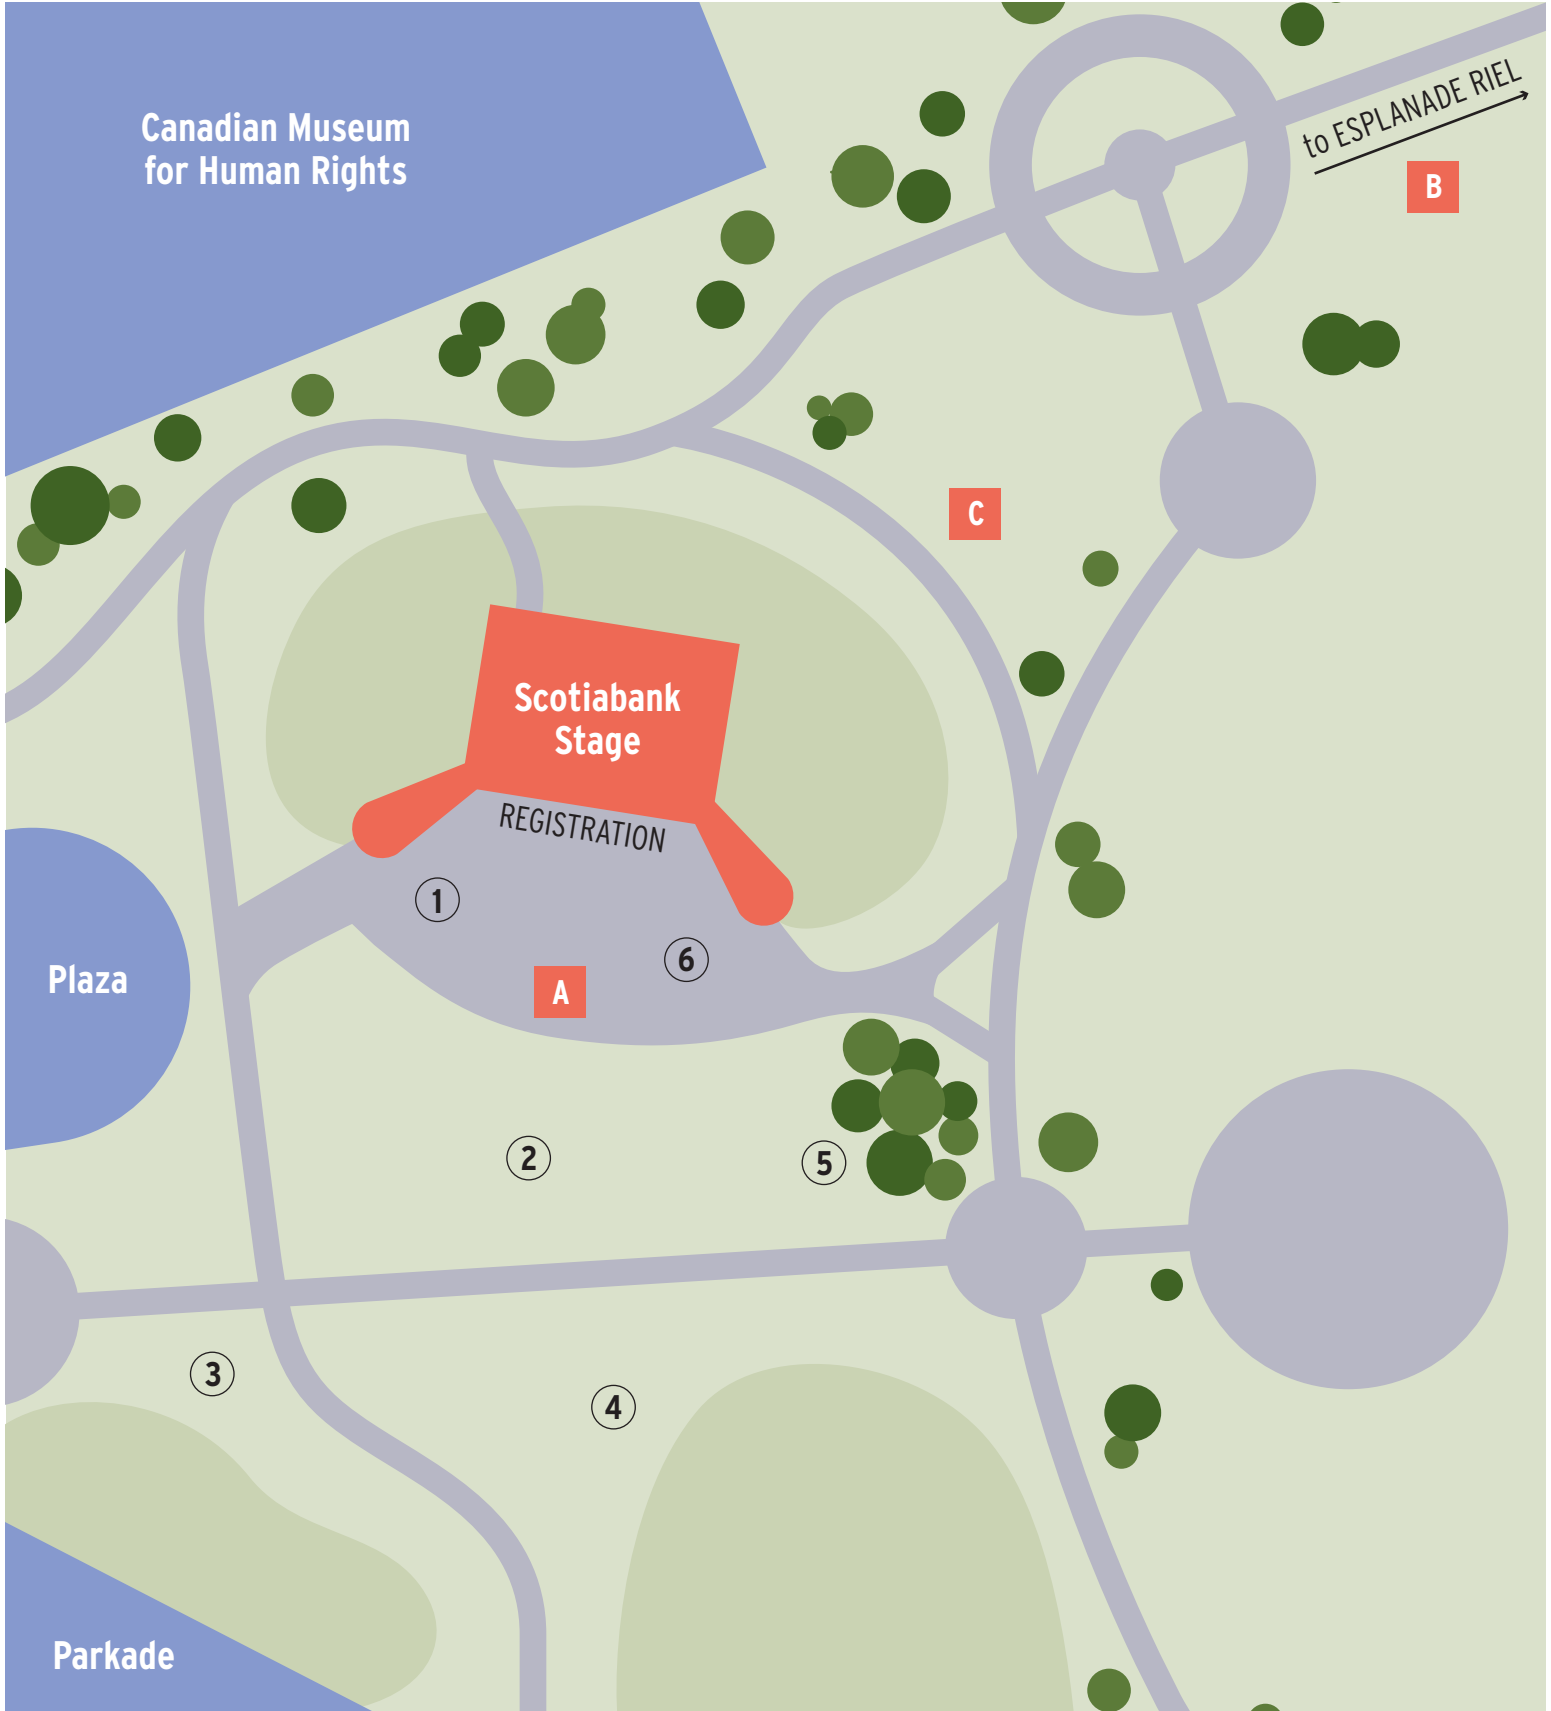 Canadian Museum
for Human Rights
to ESPLANADE RIEL
B
C
Scotiabank
Stage
REGISTRATION
1
6
Plaza
A
2
5
3
4
Parkade